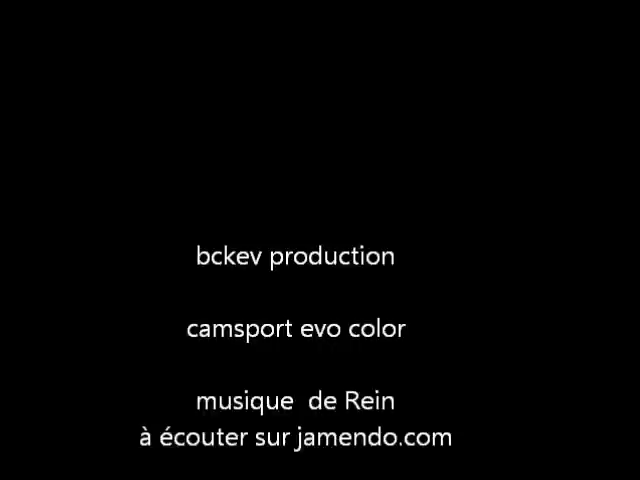 bckev production
camsport evo color
musique  de Rein
à écouter sur jamendo.com